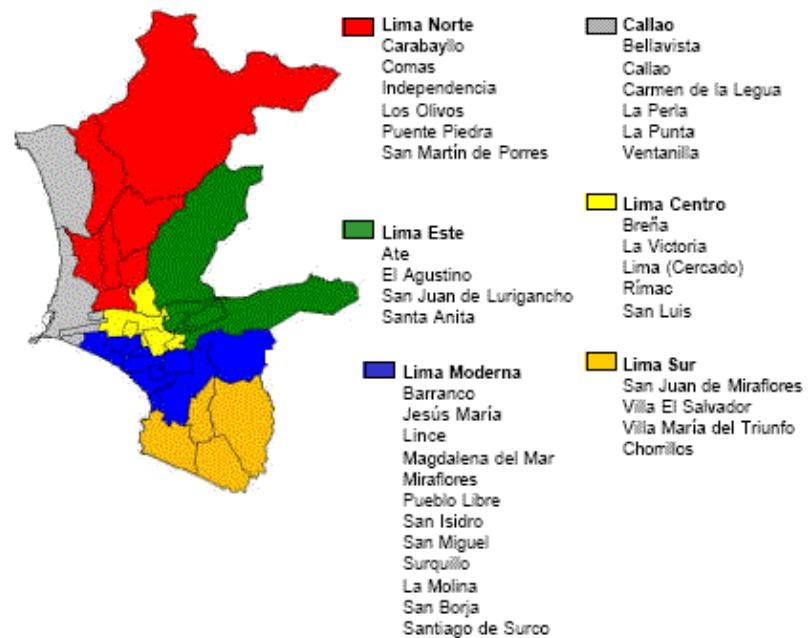 Lima Norte
Carabayllo
Comas
Independencia
Los Olivos
Puente Piedra
San Martín de Porres
Callao
Bellavista
Callao
Carmen de la Legua
La Perla
La Punta
Ventanilla
Lima Este
Ate
El Agustino
San Juan de Lurigancho
Santa Anita
Lima Centro
Breña
La Victoria
Lima (Cercado)
Rímac
San Luis
Lima Moderna
Barranco
Jesús María
Lince
Magdalena del Mar
Miraflores
Pueblo Libre
San Isidro
San Miguel
Surquillo
La Molina
San Borja
Santiago de Surco
Lima Sur
San Juan de Miraflores
Villa El Salvador
Villa María del Triunfo
Chorrillos